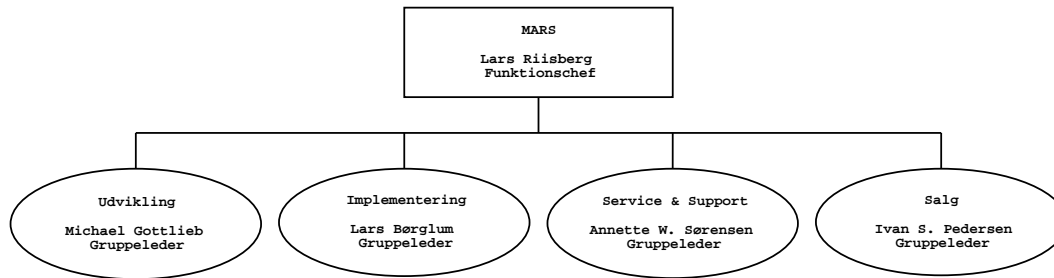 MARS
Lars Riisberg
Funktionschef
Udvikling
Michael Gottlieb
Gruppeleder
Implementering
Lars Børglum
Gruppeleder
Service & Support
Annette W. Sørensen
Gruppeleder
Salg
Ivan S. Pedersen
Gruppeleder